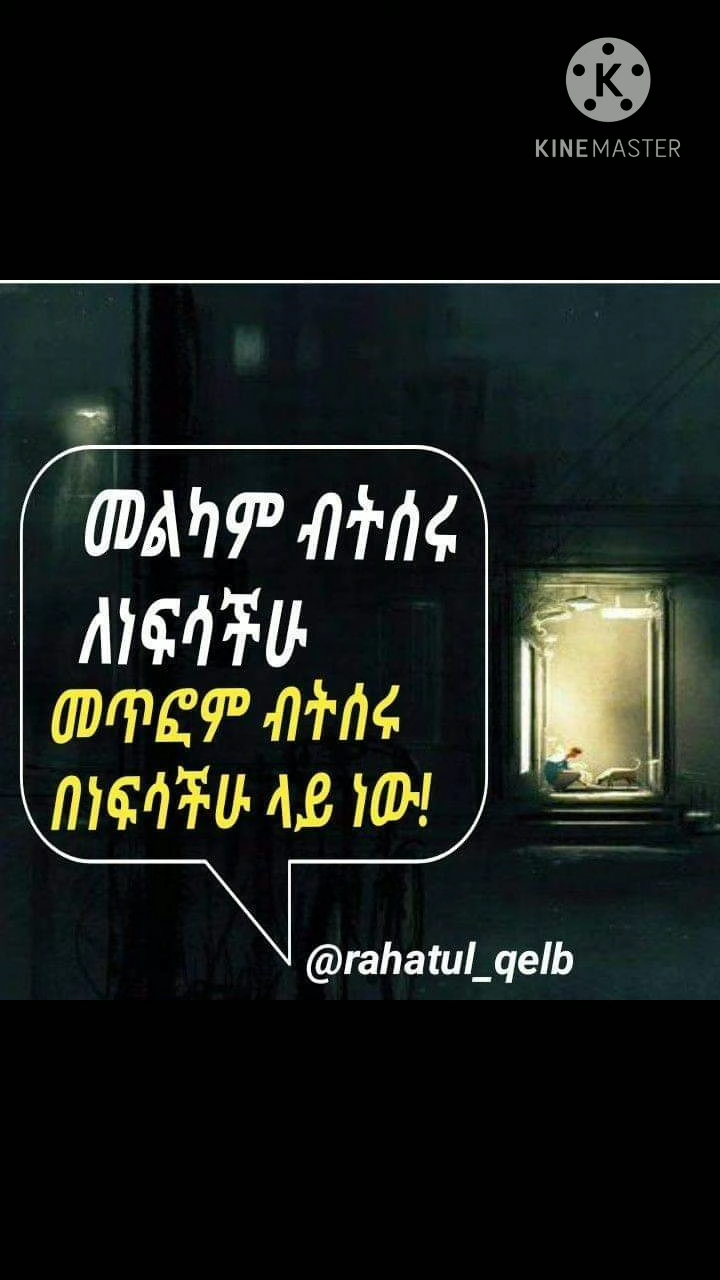 KINEMASTER
መልካም ብትሰሩ
ለነፍሳችሁ
መጥፎም ብትሰሩ
በነፍሳችሁ ላይ ነው!
@rahatul_qelb